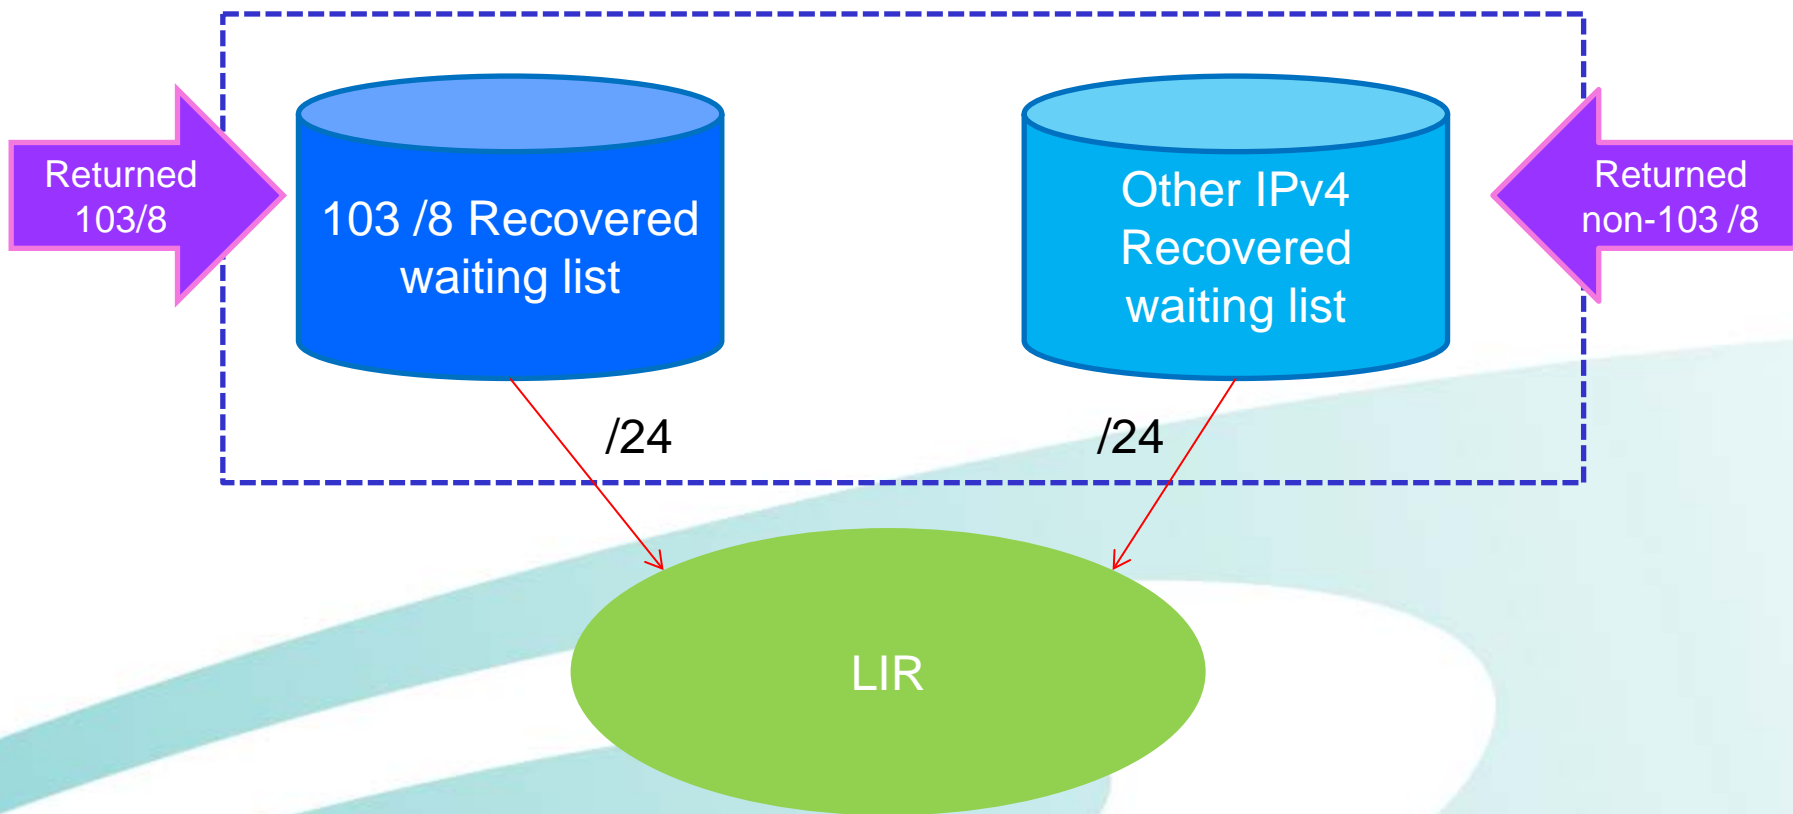 Returned
103/8
103 /8 Recovered
waiting list
Other IPv4
Recovered
waiting list
Returned
non-103 /8
/24
/24
LIR